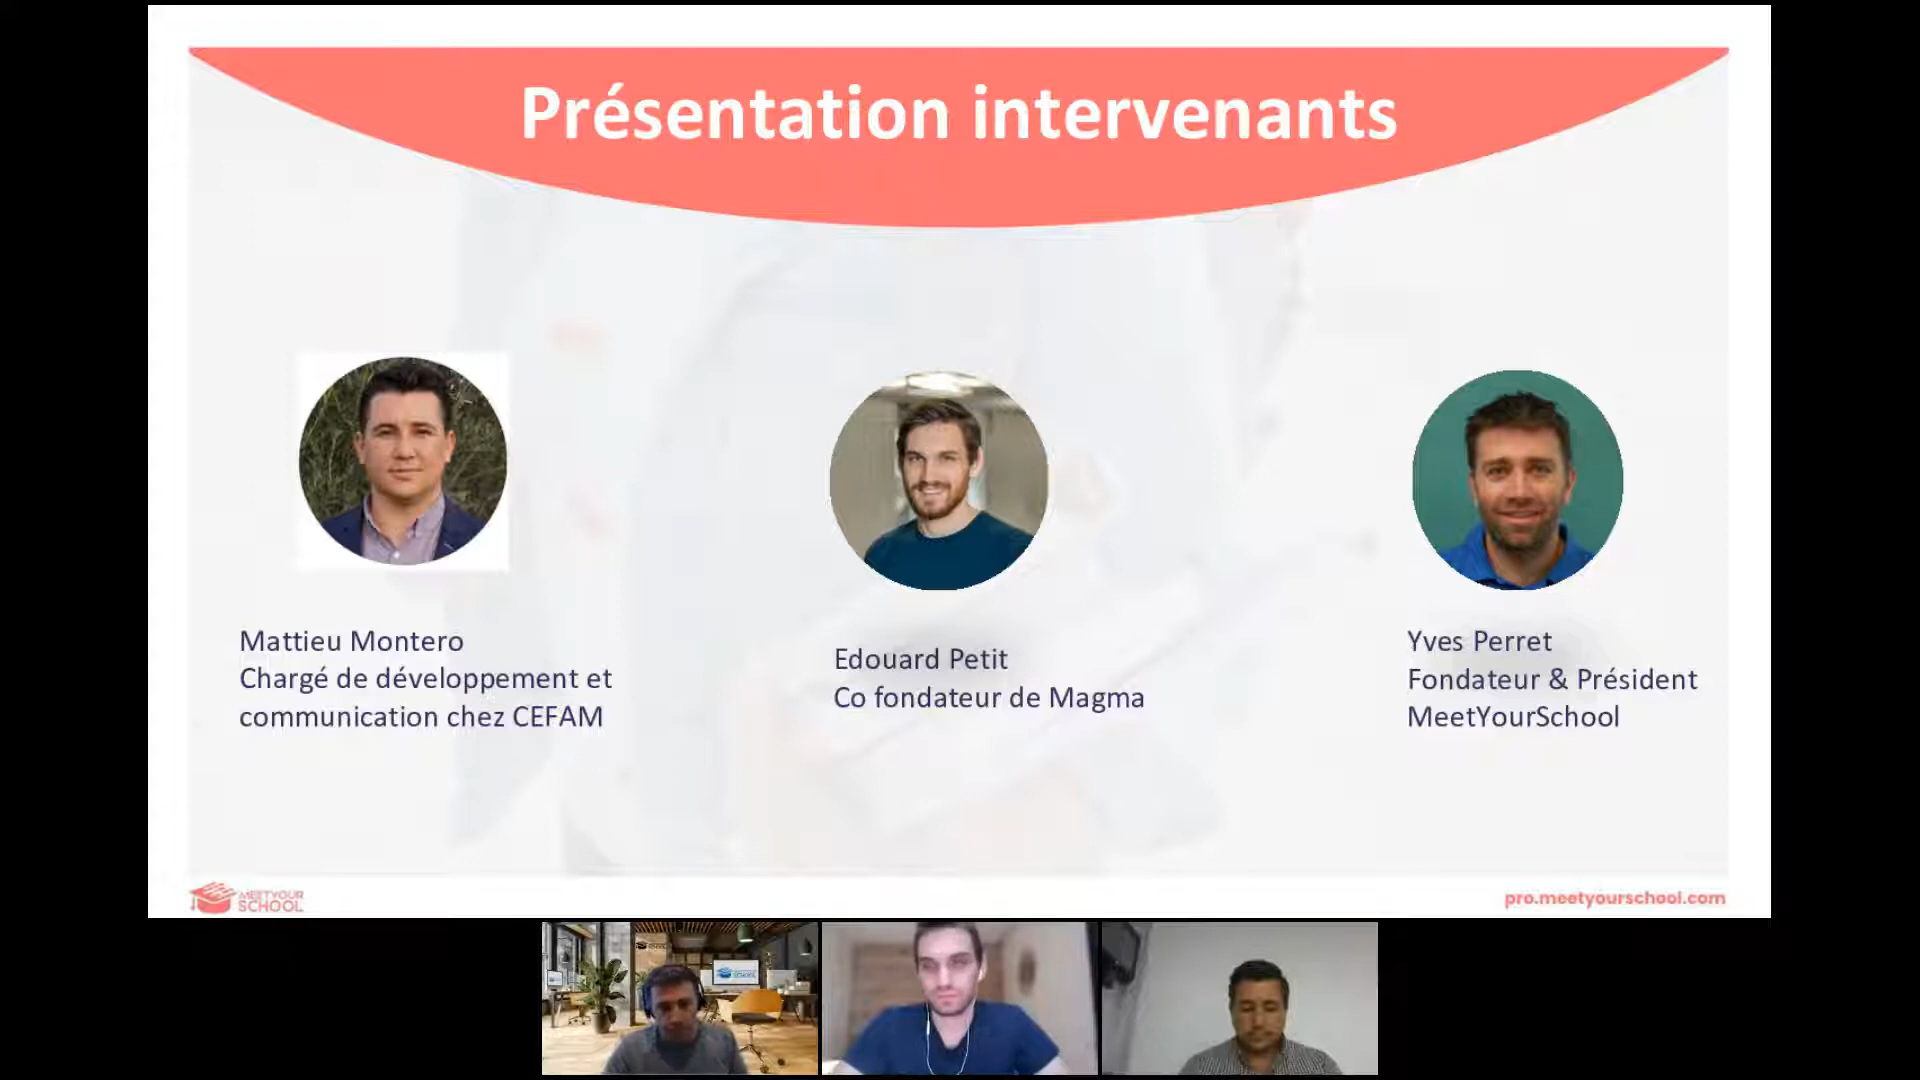 Présentation intervenants
Mattieu Montero
Chargé de développement et
communication chez CEFAM
Edouard Petit
Co fondateur de Magma
Yves Perret
Fondateur & Président
MeetYourSchool
MEETYOUR
SCHOOL
pro.meetyourschool.com